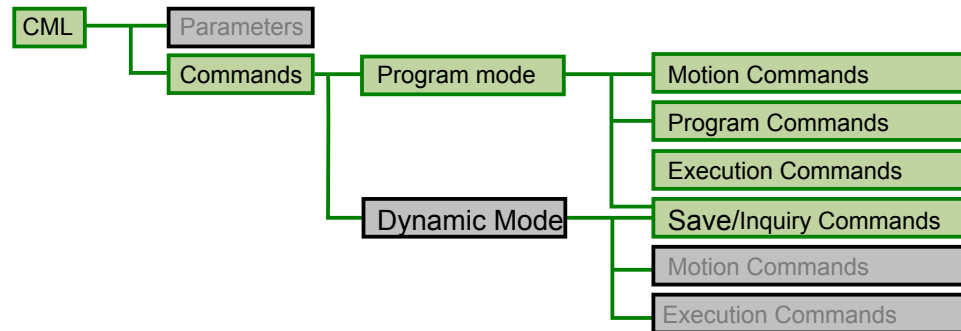 CML
Parameters
Commands
Program mode
Motion Commands
Program Commands
Execution Commands
Dynamic Mode
Save/Inquiry Commands
Motion Commands
Execution Commands